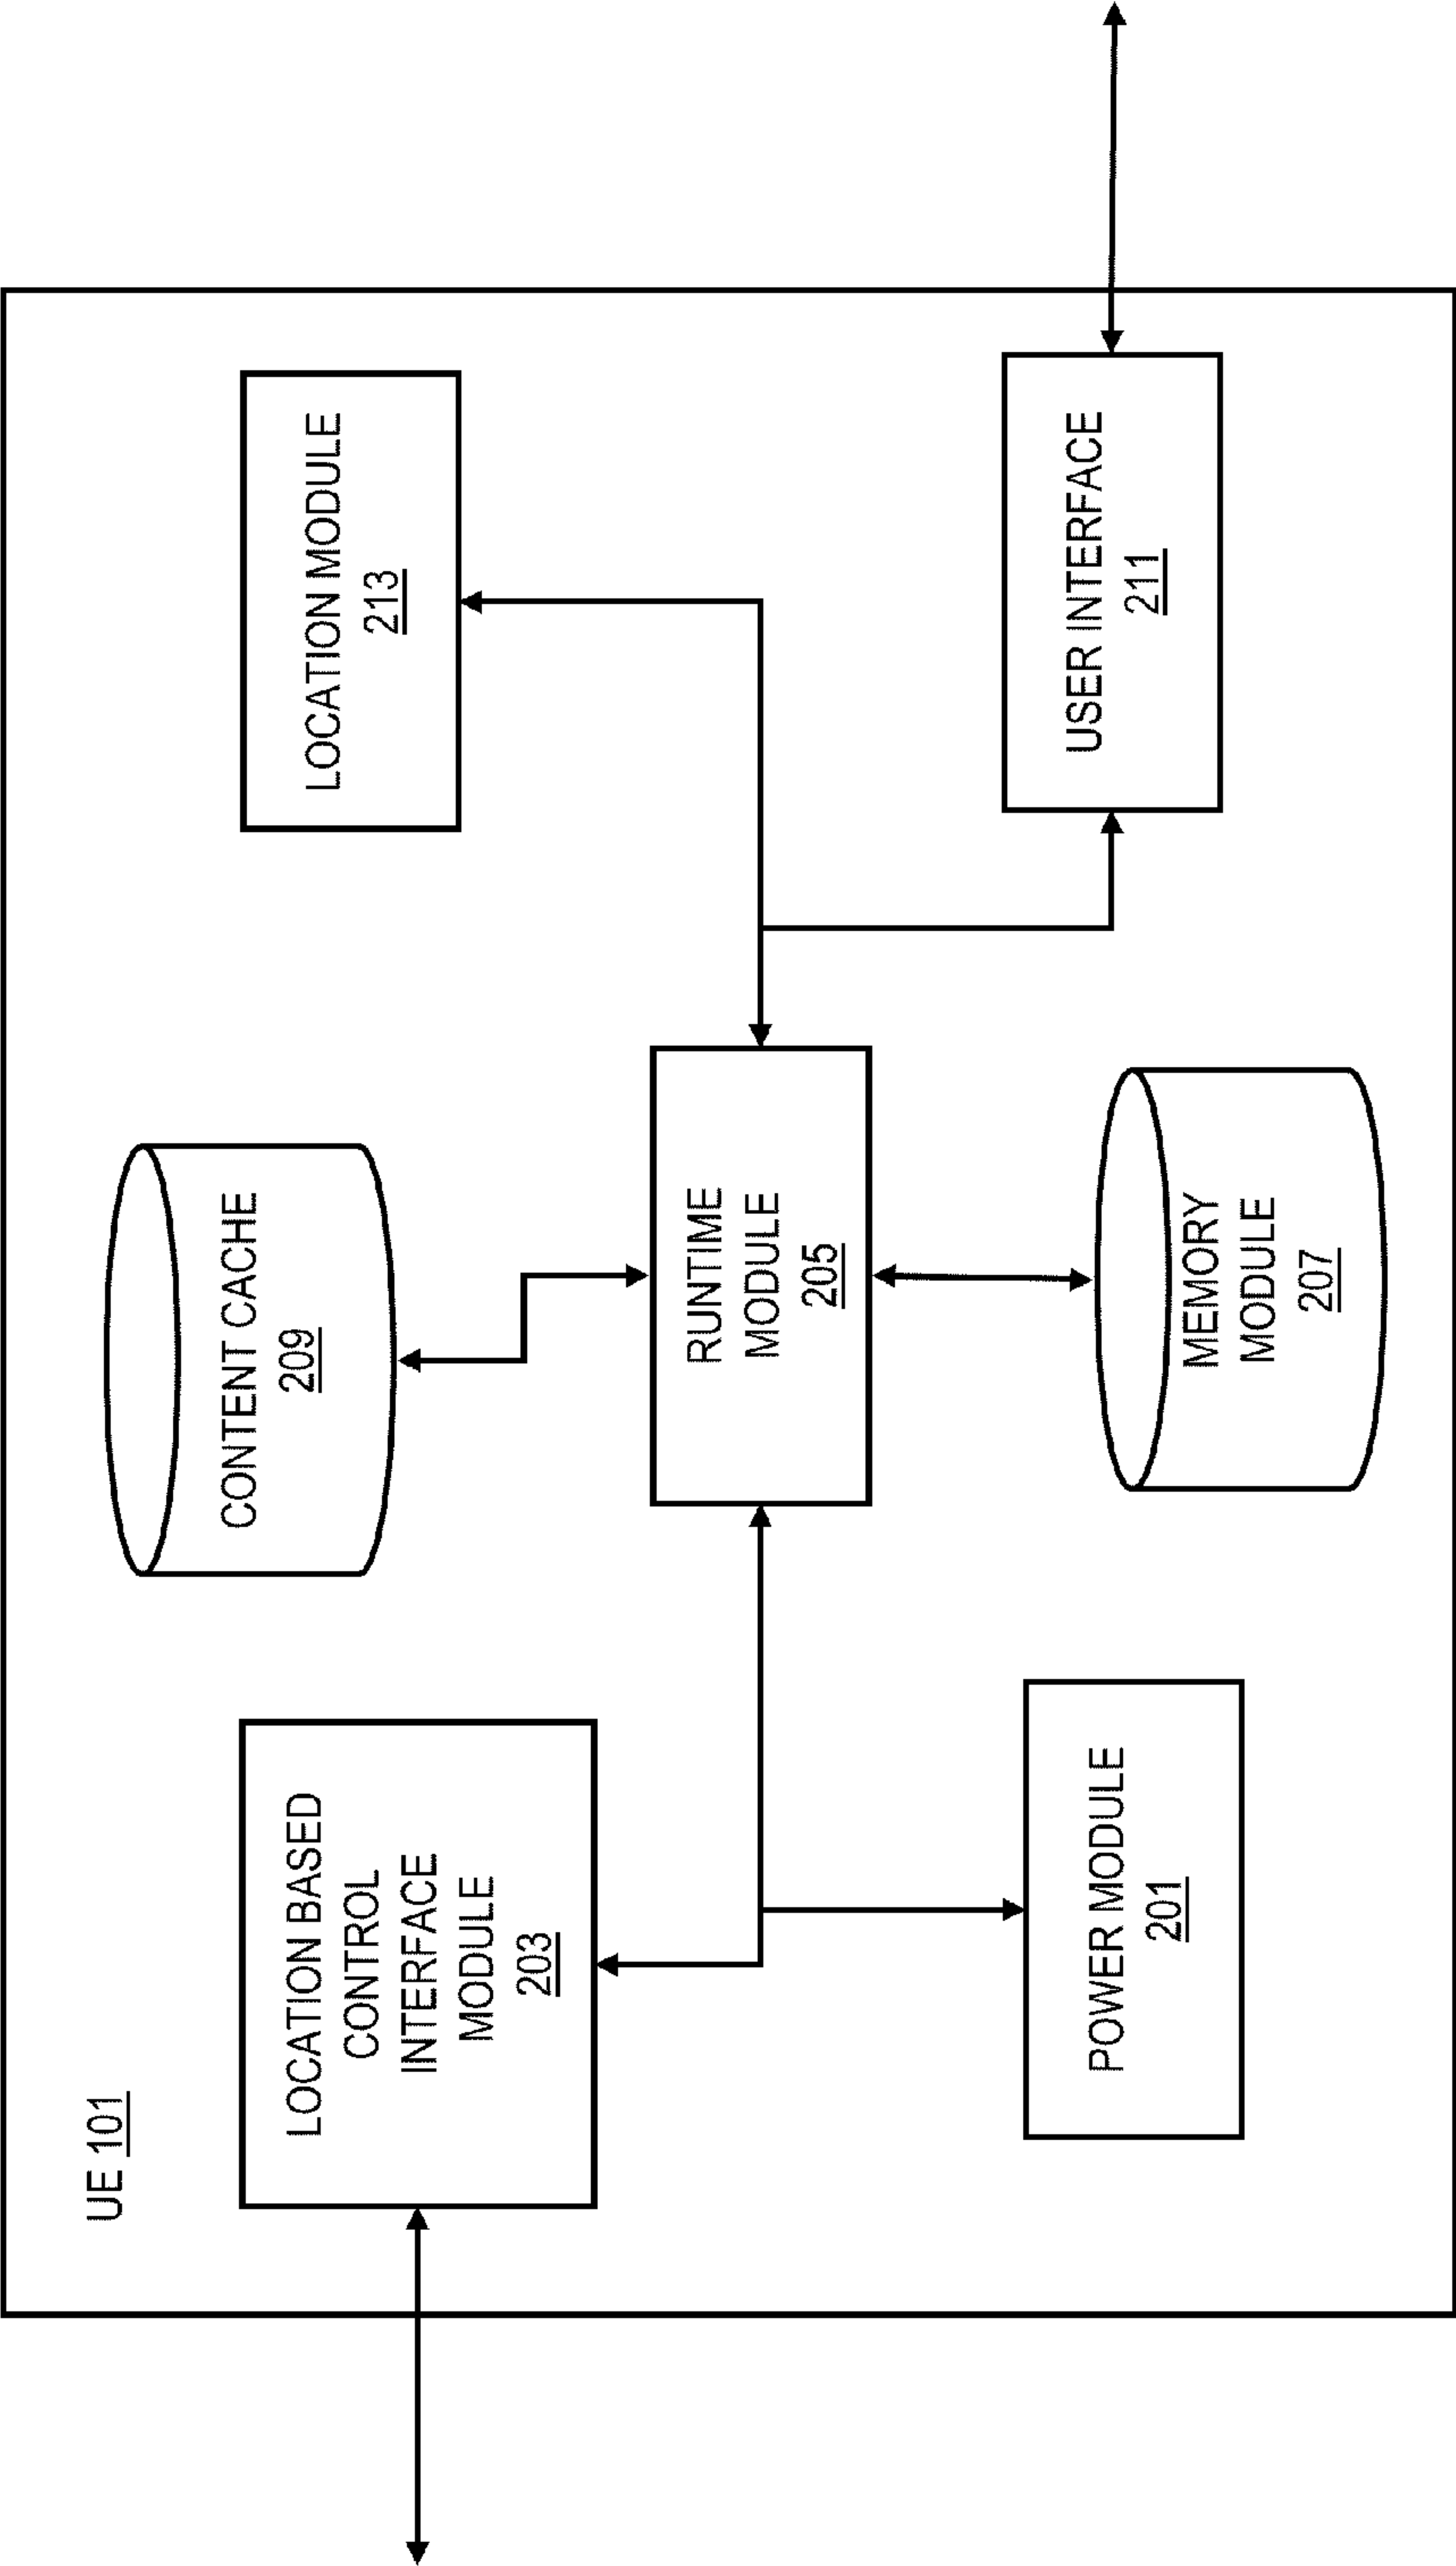 UE 101
LOCATION BASED
CONTROL
INTERFACE
MODULE
203
CONTENT CACHE
209
LOCATION MODULE
213
RUNTIME
MODULE
205
POWER MODULE
201
MEMORY
MODULE
207
USER INTERFACE
211